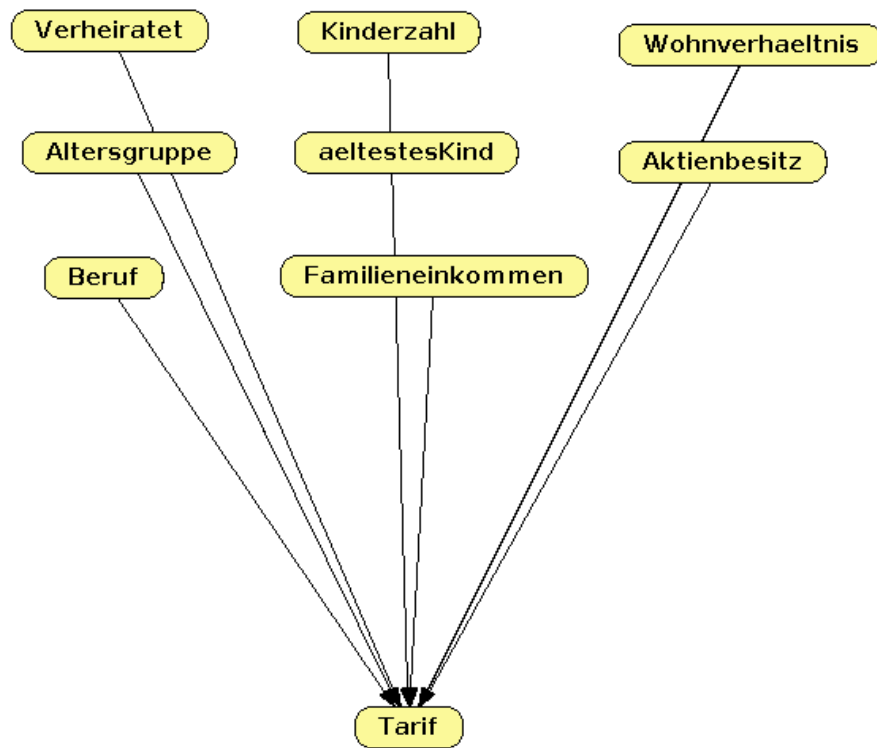 Verheiratet
Kinderzahl
Wohnverhaeltnis
Altersgruppe
aeltestesKind
Aktienbesitz
Beruf
Familieneinkommen
Tarif